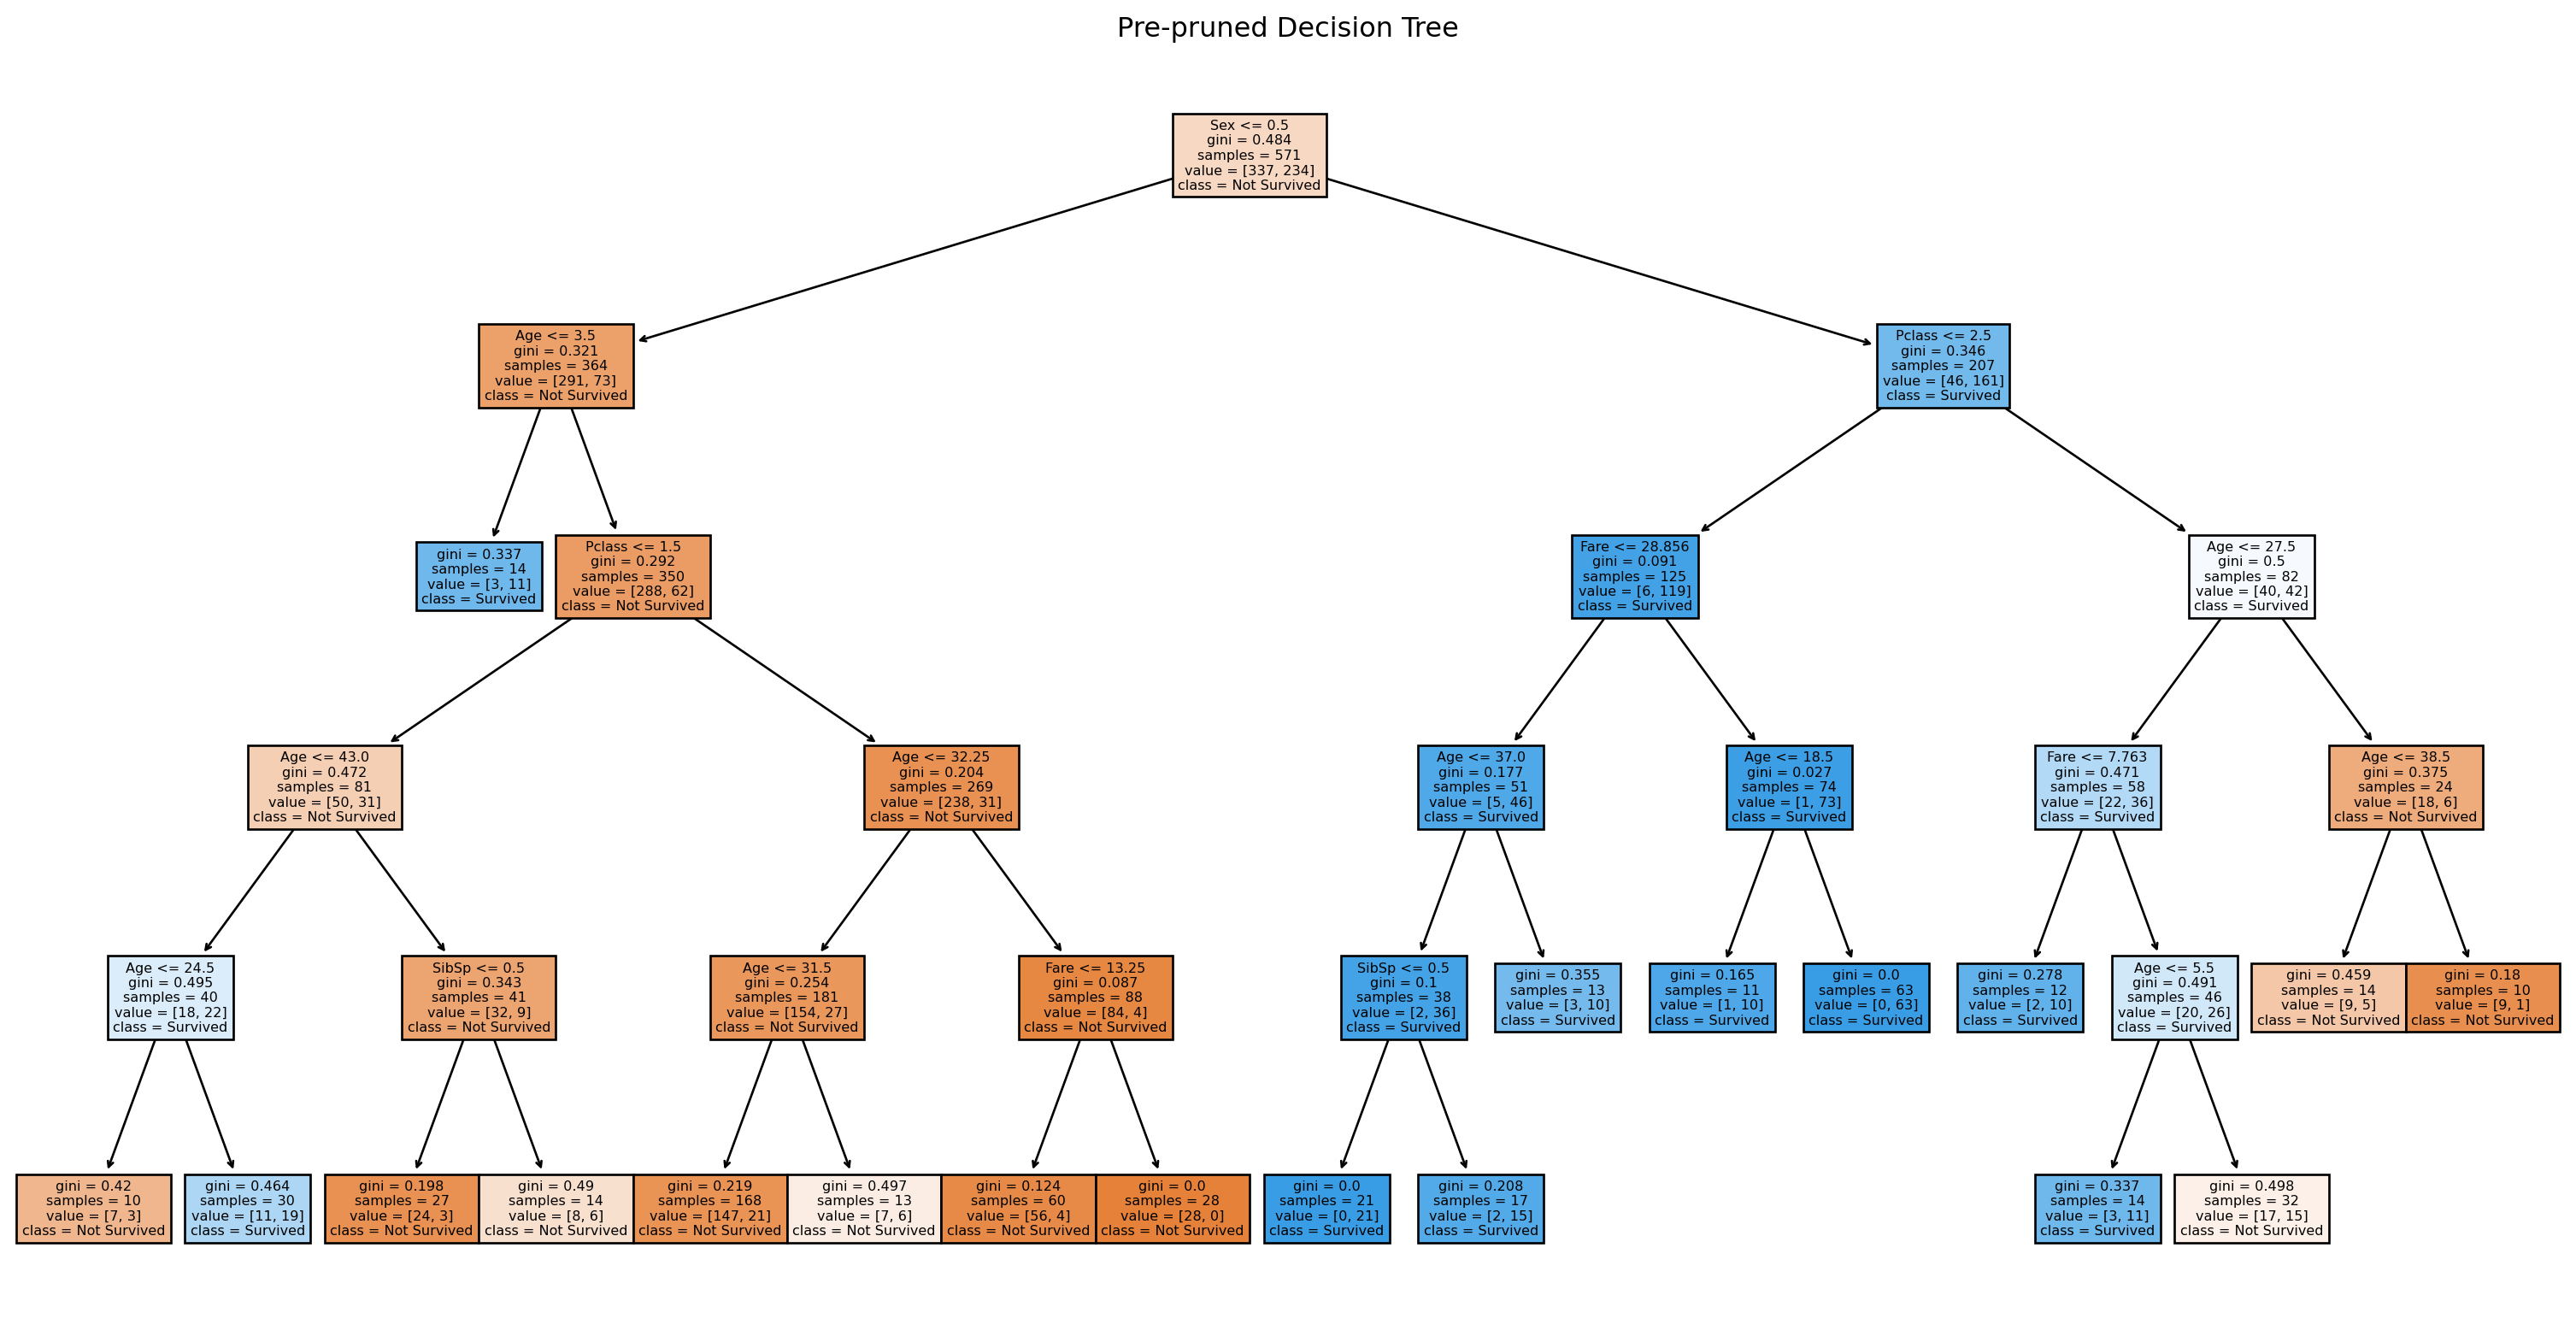 Pre-pruned Decision Tree
Sex <= 0.5
gini = 0.484
samples = 571
value = [337, 234]
class = Not Survived
Age <= 3.5
gini = 0.321
samples = 364
value = [291, 73]
class = Not Survived
Pclass <= 2.5
gini = 0.346
samples = 207
value = [46, 161]
class = Survived
gini = 0.337
samples = 14
value = [3, 11]
class = Survived
Pclass <= 1.5
gini = 0.292
samples = 350
value = [288, 62]
class = Not Survived
Fare <= 28.856
gini = 0.091
samples = 125
value = [6, 119]
class = Survived
Age <= 27.5
gini = 0.5
samples = 82
value = [40, 42]
class = Survived
Age <= 43.0
gini = 0.472
samples = 81
value = [50, 31]
class = Not Survived
Age <= 32.25
gini = 0.204
samples = 269
value = [238, 31]
class = Not Survived
Age <= 37.0
gini = 0.177
samples = 51
value = [5, 46]
class = Survived
Age <= 18.5
gini = 0.027
samples = 74
value = [1, 73]
class = Survived
Fare <= 7.763
gini = 0.471
samples = 58
value = [22, 36]
class = Survived
Age <= 38.5
gini = 0.375
samples = 24
value = [18, 6]
class = Not Survived
Age <= 24.5
gini = 0.495
samples = 40
value = [18, 22]
class = Survived
SibSp <= 0.5
gini = 0.343
samples = 41
value = [32, 9]
class = Not Survived
Age <= 31.5
gini = 0.254
samples = 181
value = [154, 27]
class = Not Survived
Fare <= 13.25
gini = 0.087
samples = 88
value = [84, 4]
class = Not Survived
SibSp <= 0.5
gini = 0.1
samples = 38
value = [2, 36]
class = Survived
gini = 0.355
samples = 13
value = [3, 10]
class = Survived
gini = 0.165
samples = 11
value = [1, 10]
class = Survived
gini = 0.0
samples = 63
value = [0, 63]
class = Survived
gini = 0.278
samples = 12
value = [2, 10]
class = Survived
Age <= 5.5
gini = 0.491
samples = 46
value = [20, 26]
class = Survived
gini = 0.459
samples = 14
value = [9, 5]
class = Not Survived
gini = 0.18
samples = 10
value = [9, 1]
class = Not Survived
gini = 0.42
samples = 10
value = [7, 3]
class = Not Survived
gini = 0.464
samples = 30
value = [11, 19]
class = Survived
gini = 0.198
samples = 27
value = [24, 3]
class = Not Survived
gini = 0.49
samples = 14
value = [8, 6]
class = Not Survived
gini = 0.219
samples = 168
value = [147, 21]
class = Not Survived
gini = 0.497
samples = 13
value = [7, 6]
class = Not Survived
gini = 0.124
samples = 60
value = [56, 4]
class = Not Survived
gini = 0.0
samples = 28
value = [28, 0]
class = Not Survived
gini = 0.0
samples = 21
value = [0, 21]
class = Survived
gini = 0.208
samples = 17
value = [2, 15]
class = Survived
gini = 0.337
samples = 14
value = [3, 11]
class = Survived
gini = 0.498
samples = 32
value = [17, 15]
class = Not Survived